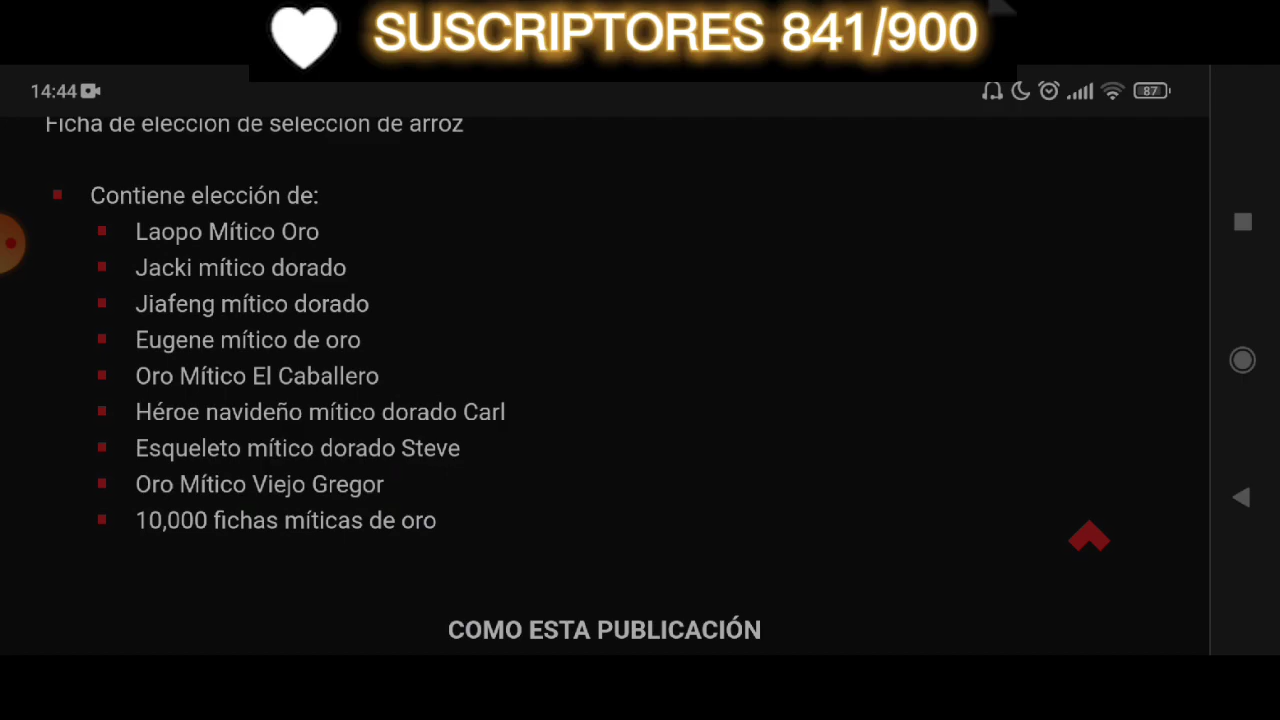 SUSCRIPTORES 841/900
14:44
87
Ficha de elección de selección de arroz
Contiene elección de:
Laopo Mítico Oro
Jacki mítico dorado
Jiafeng mítico dorado
Eugene mítico de oro
Oro Mítico El Caballero
Héroe navideño mítico dorado Carl
Esqueleto mítico dorado Steve
Oro Mítico Viejo Gregor
10,000 fichas míticas de oro
COMO ESTA PUBLICACIÓN